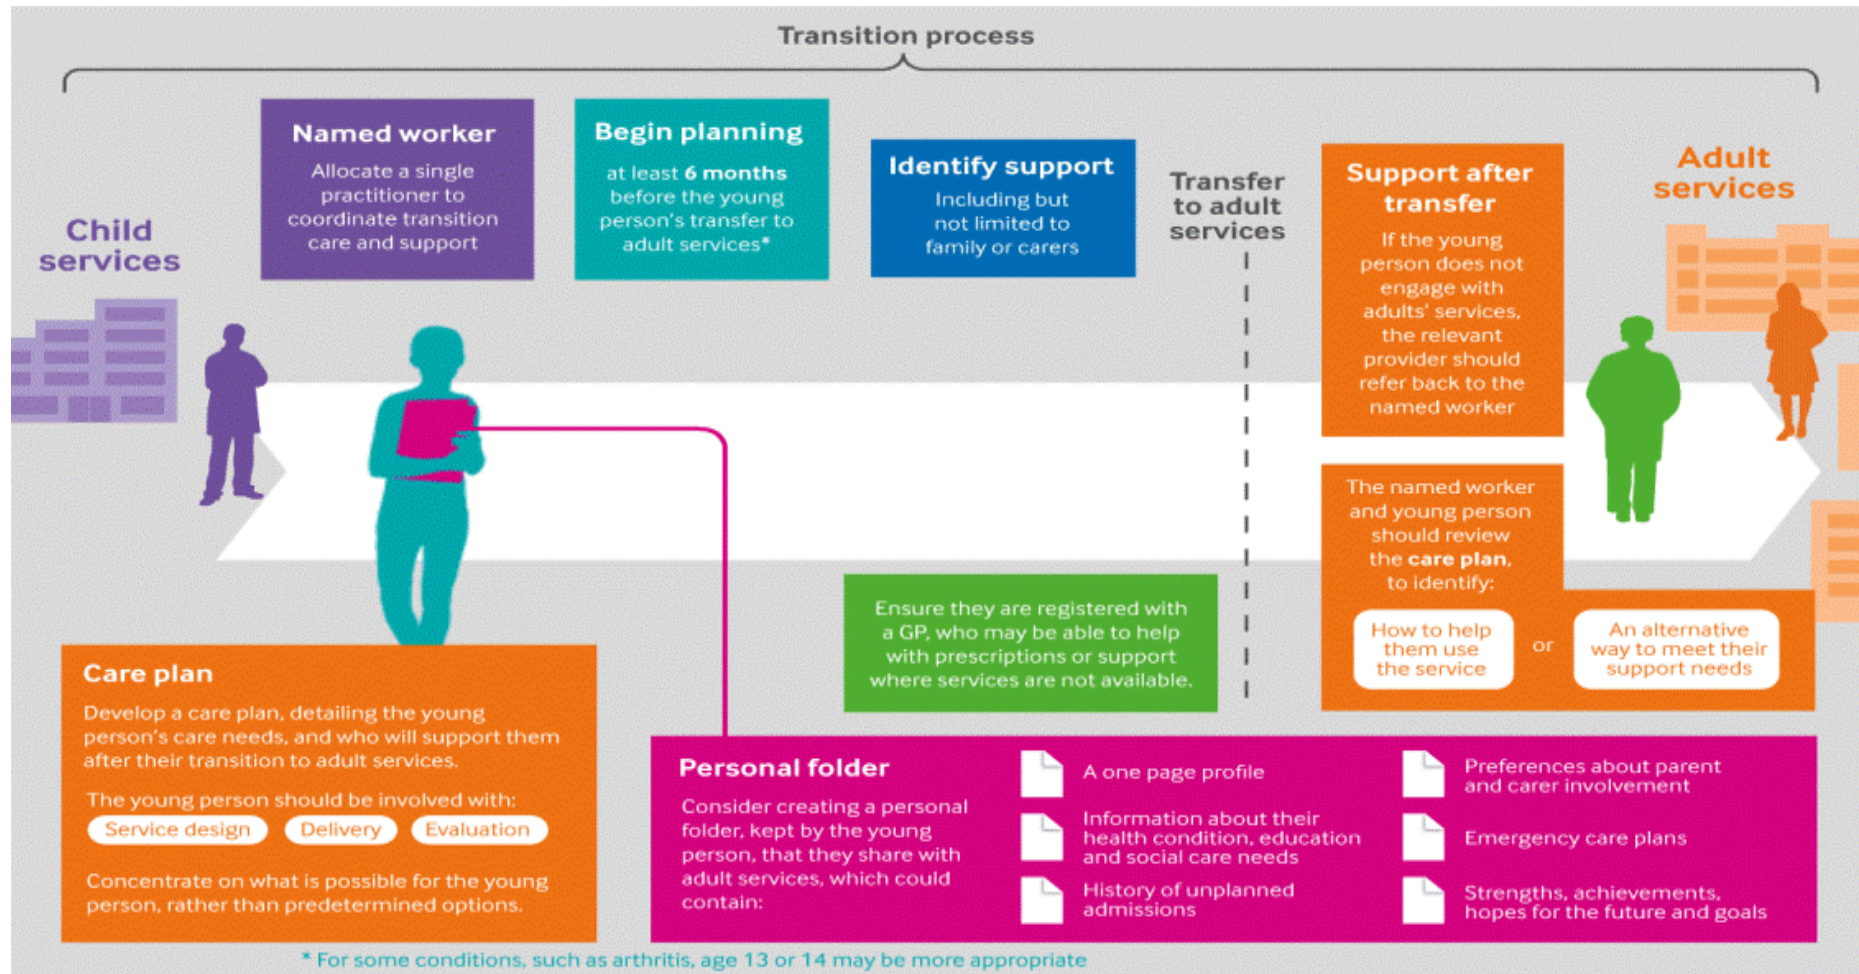 Transition process
Child
services
Named worker
Allocate a single
practitioner to
coordinate transition
care and support
Begin planning
at least 6 months
before the young
person's transfer to
adult services*
Identify support
Including but
not limited to
family or carers
Transfer
to adult
services
Support after
transfer
If the young
person does not
engage with
adults' services,
the relevant
provider should
refer back to the
named worker
Adult
services
The named worker
and young person
should review
the care plan,
to identify:
How to help
them use
the service
or
An alternative
way to meet their
support needs
Ensure they are registered with
a GP, who may be able to help
with prescriptions or support
where services are not available.
Care plan
Develop a care plan, detailing the young
person's care needs, and who will support them
after their transition to adult services.
The young person should be involved with:
Service design Delivery Evaluation
Concentrate on what is possible for the young
person, rather than predetermined options.
Personal folder
Consider creating a personal
folder, kept by the young
person, that they share with
adult services, which could
contain:
A one page profile
Information about their
health condition, education
and social care needs
History of unplanned
admissions
Preferences about parent
and carer involvement
Emergency care plans
Strengths, achievements,
hopes for the future and goals
* For some conditions, such as arthritis, age 13 or 14 may be more appropriate